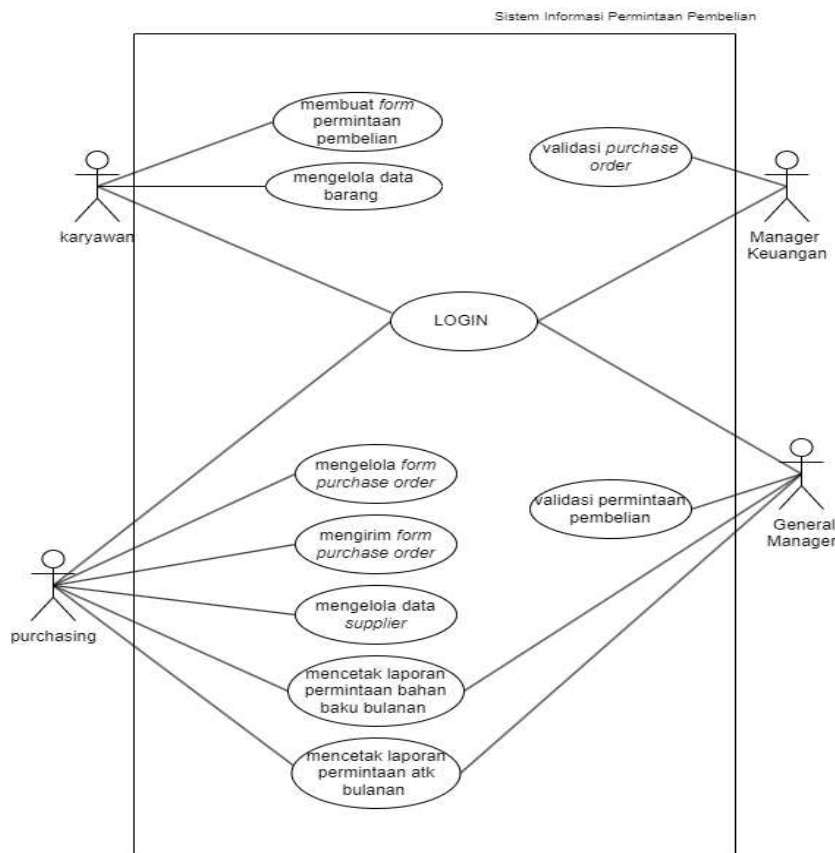 Sistem Informasi Permintaan Pembelian
membuat form
permintaan
pembelian
validasi purchase
order
mengelola data
barang
karyawan
Manager
Keuangan
LOGIN
mengelola form
purchase order
validasi permintaan
pembelian
General
Manager
mengirim form
purchase order
mengelola data
supplier
purchasing
mencetak laporan
permintaan bahan
baku bulanan
mencetak laporan
permintaan atk
bulanan